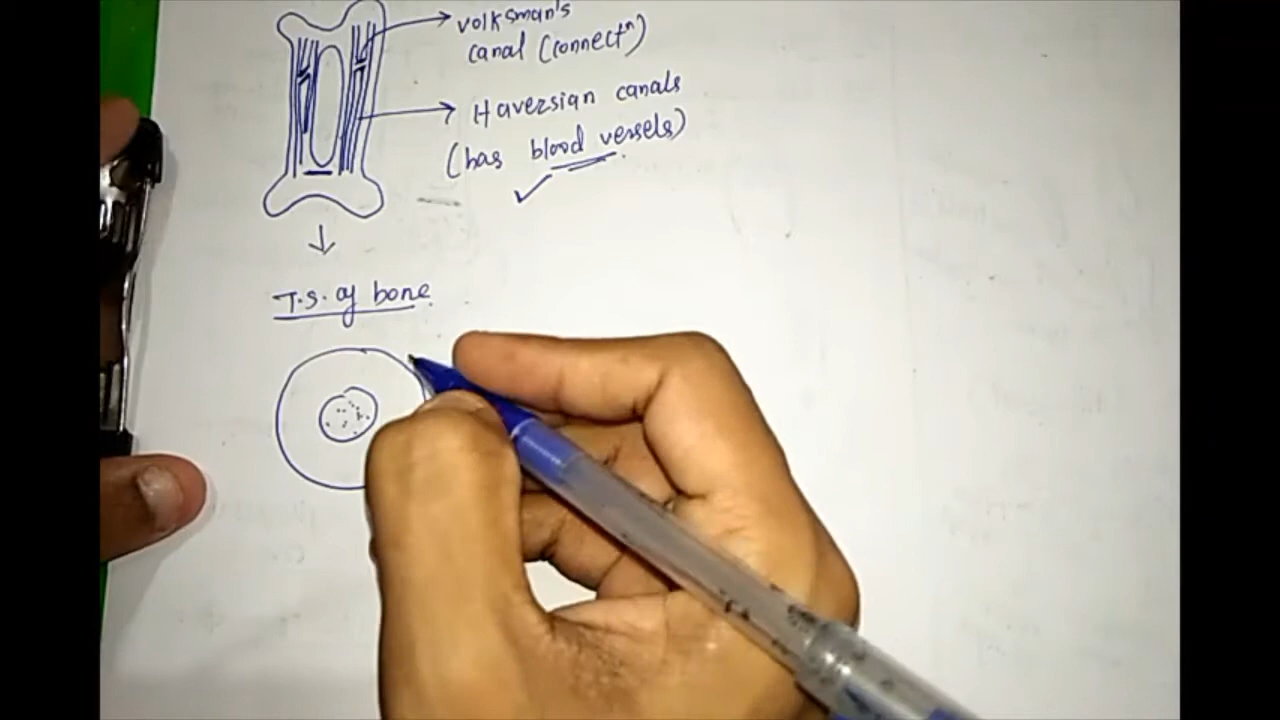 volksman's
canal (connectⁿ)
Haversian canals
(has blood vessels)
T.S. of bone